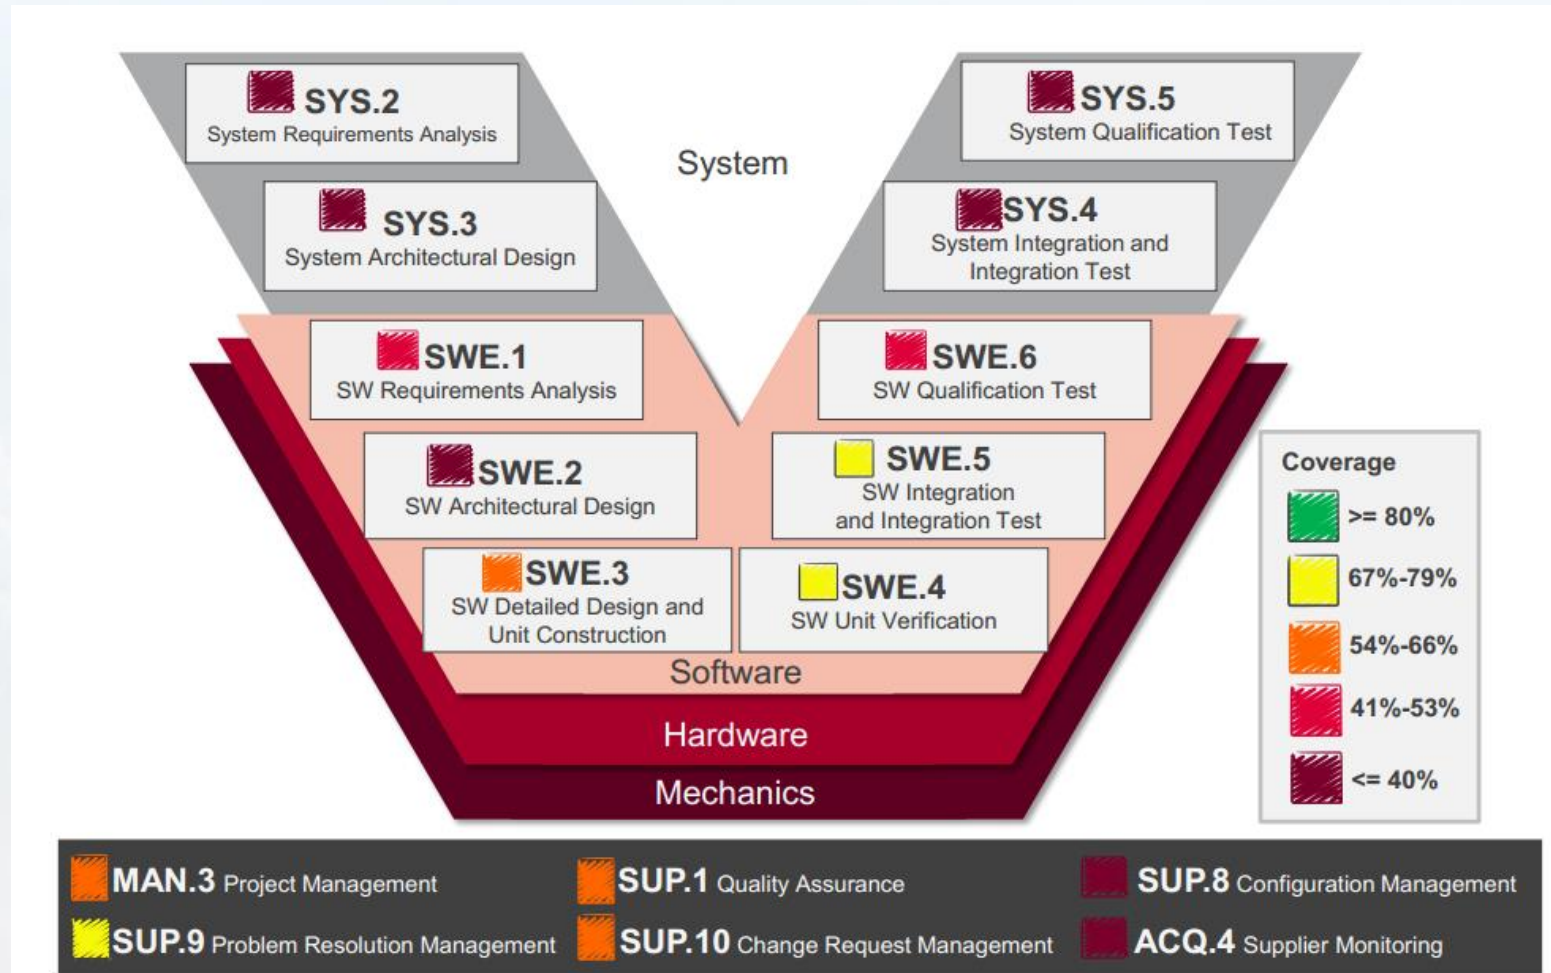 SYS.2
System Requirements Analysis
SYS.3
System Architectural Design
System
SYS.5
System Qualification Test
SYS.4
System Integration and
Integration Test
SWE.1
SW Requirements Analysis
SWE.2
SW Architectural Design
SWE.3
SW Detailed Design and
Unit Construction
SWE.6
SW Qualification Test
SWE.5
SW Integration
and Integration Test
SWE.4
SW Unit Verification
Software
Hardware
Mechanics
Coverage
>= 80%
67%-79%
54%-66%
41%-53%
<= 40%
MAN.3 Project Management
SUP.1 Quality Assurance
SUP.8 Configuration Management
SUP.9 Problem Resolution Management
SUP.10 Change Request Management
ACQ.4 Supplier Monitoring